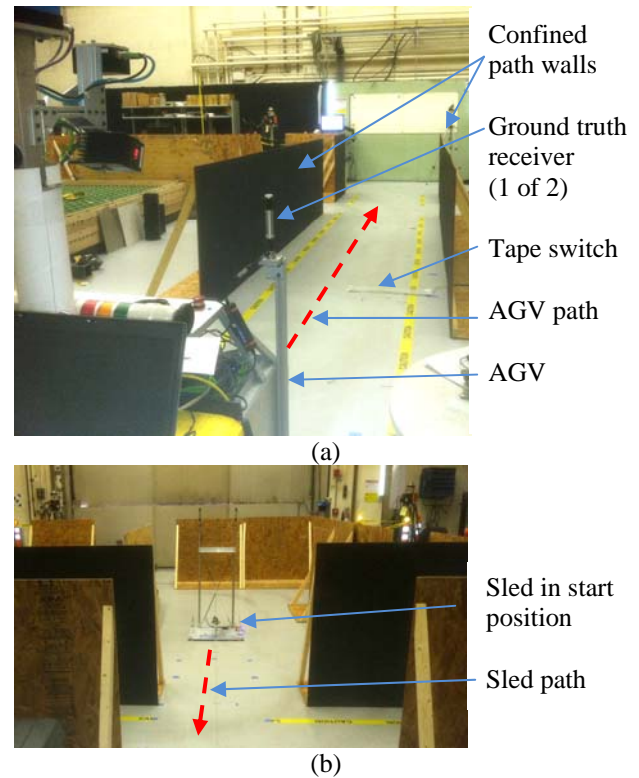 Confined
path walls
Ground truth
receiver
(1 of 2)
Tape switch
AGV path
AGV
(a)
Sled in start
position
Sled path
(b)